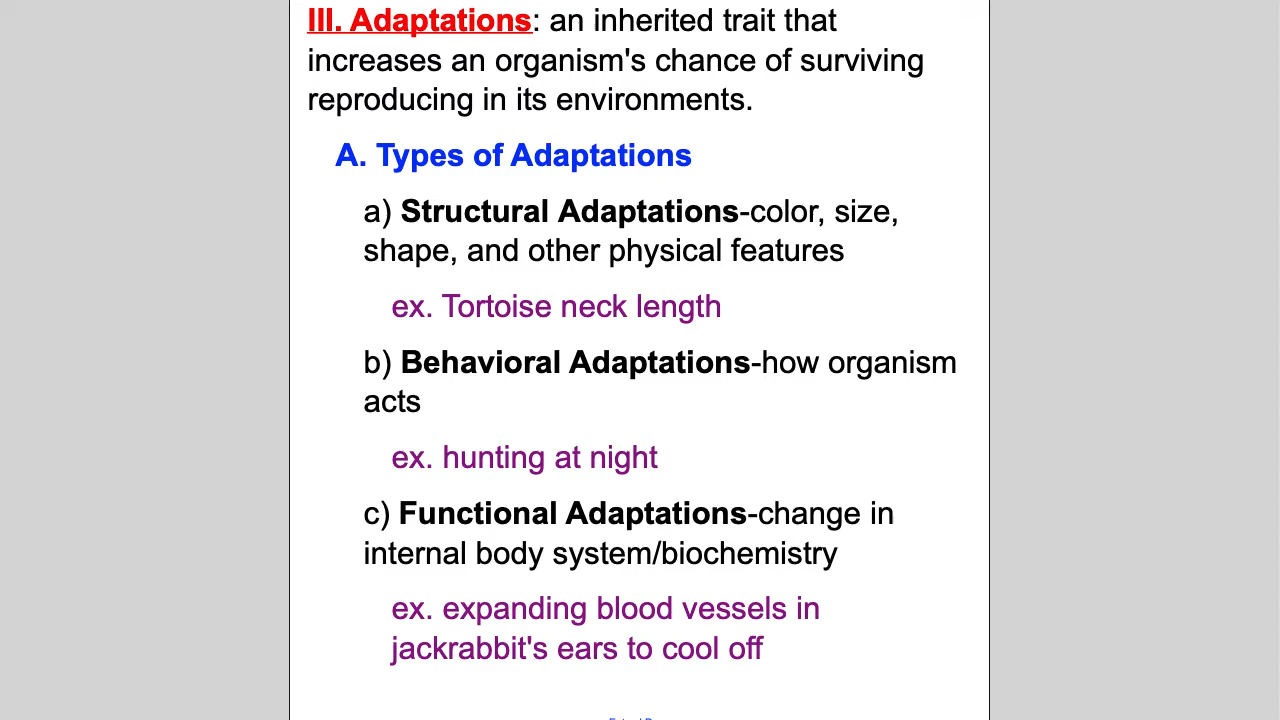 III. Adaptations: an inherited trait that
increases an organism's chance of surviving
reproducing in its environments.
A. Types of Adaptations
a) Structural Adaptations-color, size,
shape, and other physical features
ex. Tortoise neck length
b) Behavioral Adaptations-how organism
acts
ex. hunting at night
c) Functional Adaptations-change in
internal body system/biochemistry
ex. expanding blood vessels in
jackrabbit's ears to cool off